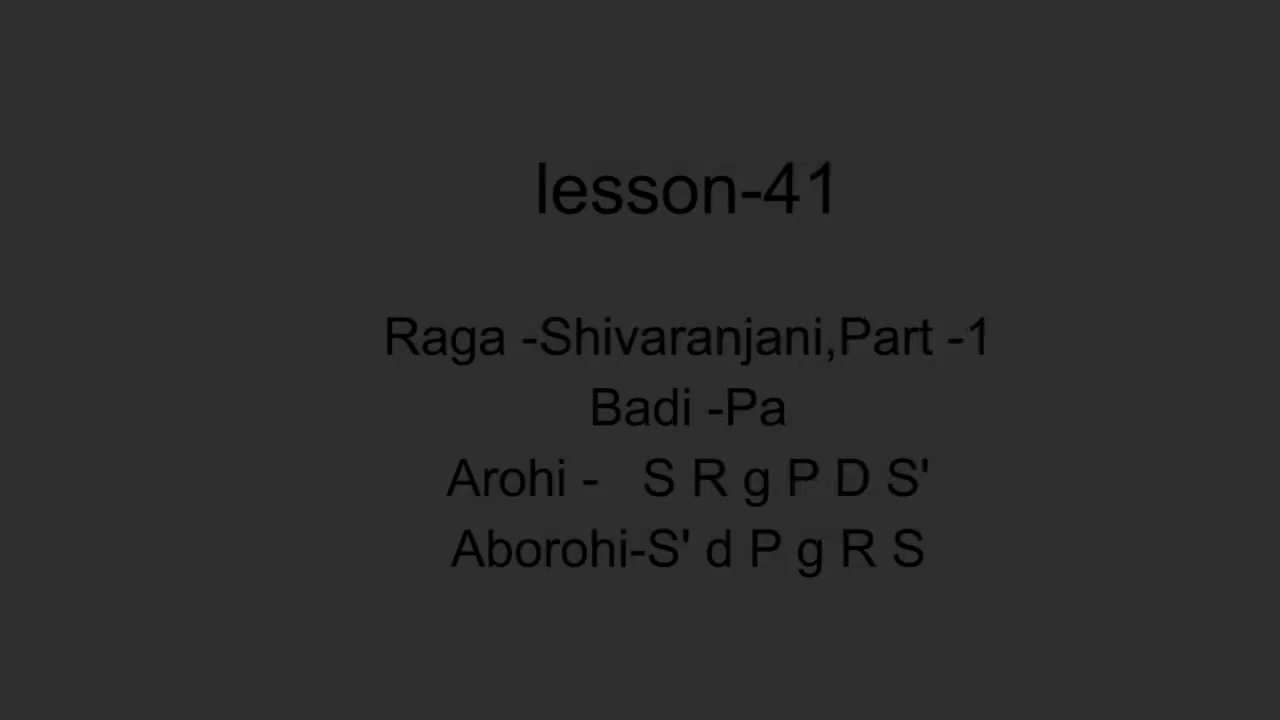 lesson-41
Raga -Shivaranjani,Part -1
Badi -Pa
Arohi - S R g P D S'
Aborohi-S' d P g R S